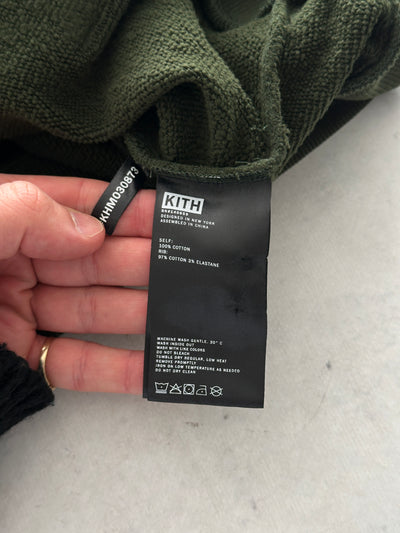 KHM030873
KITH
DESIGNED IN NEW YORK
ASSEMBLED IN CHINA
SELF:
100% COTTON
RIB:
97% COTTON 3% ELASTANE
MACHINE WASH GENTLE, 30° C
WASH INSIDE OUT
WASH WITH LIKE COLORS
DO NOT BLEACH
TUMBLE DRY REGULAR, LOW HEAT
REMOVE PROMPTLY
IRON ON LOW TEMPERATURE AS NEEDED
DO NOT DRY CLEAN